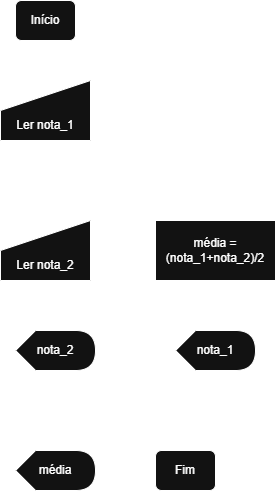 Início
Ler nota_1
Ler nota_2
média =
(nota_1+nota_2)/2
nota_2
nota_1
média
Fim